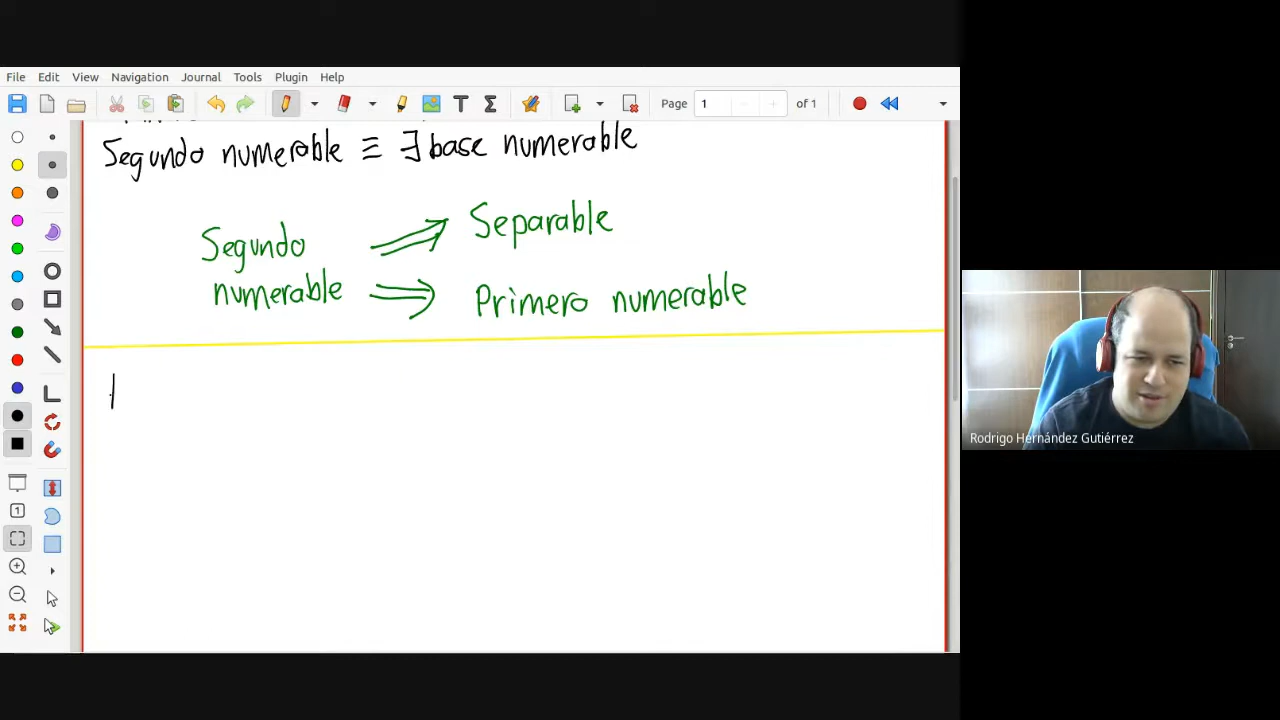 File Edit View Navigation Journal Tools Plugin Help
Page 1 of 1
Segundo numerable ≡ ∃ base numerable
Segundo ⇒ Separable
numerable ⇒ Primero numerable
Rodrigo Hernández Gutiérrez